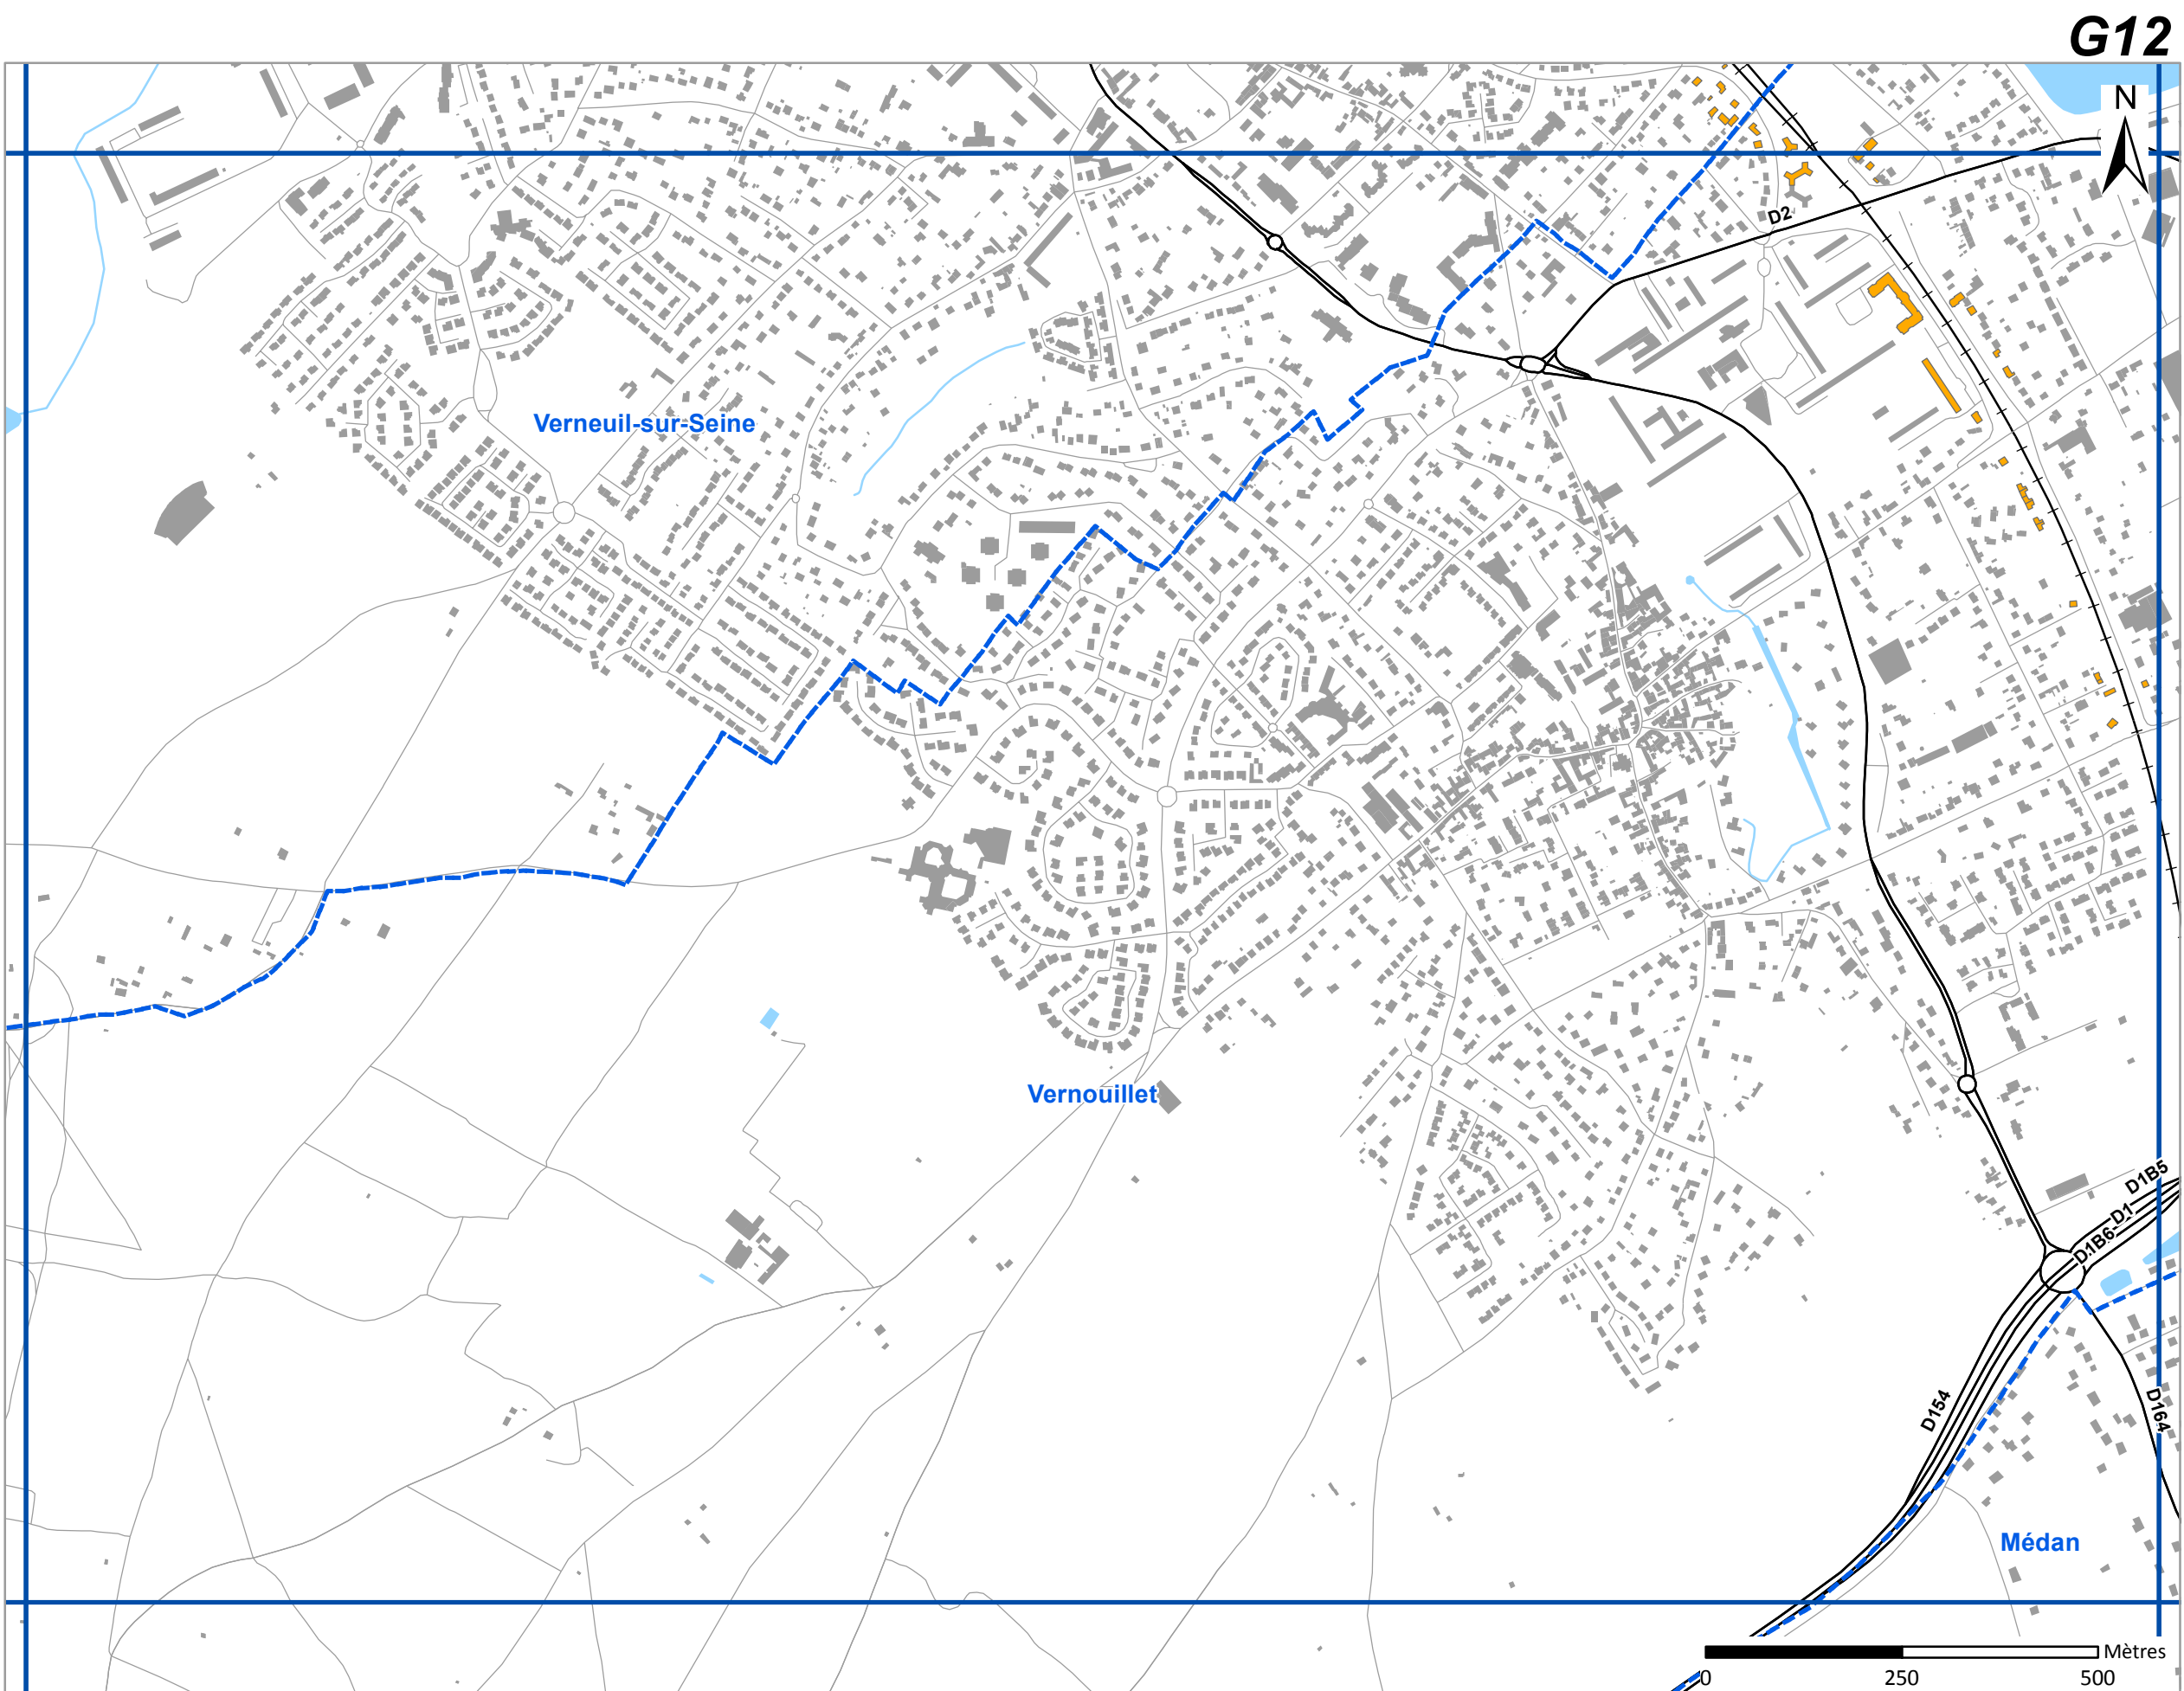 G12
N
D2
Verneuil-sur-Seine
Vernouillet
D1B5
D1
D1B6
D154
D164
Médan
Mètres
0 250 500